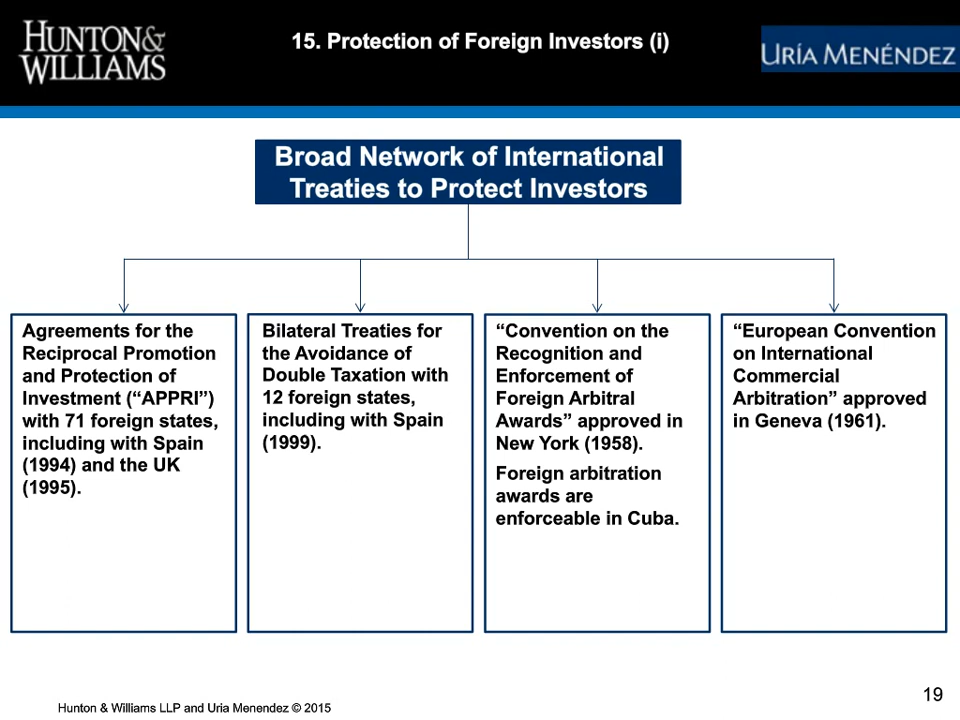 HUNTON&
WILLIAMS
15. Protection of Foreign Investors (i)
URÍA MENÉNDEZ
Broad Network of International
Treaties to Protect Investors
Agreements for the
Reciprocal Promotion
and Protection of
Investment (“APPRI”)
with 71 foreign states,
including with Spain
(1994) and the UK
(1995).
Bilateral Treaties for
the Avoidance of
Double Taxation with
12 foreign states,
including with Spain
(1999).
“Convention on the
Recognition and
Enforcement of
Foreign Arbitral
Awards” approved in
New York (1958).
Foreign arbitration
awards are
enforceable in Cuba.
“European Convention
on International
Commercial
Arbitration” approved
in Geneva (1961).
19
Hunton & Williams LLP and Uria Menendez © 2015